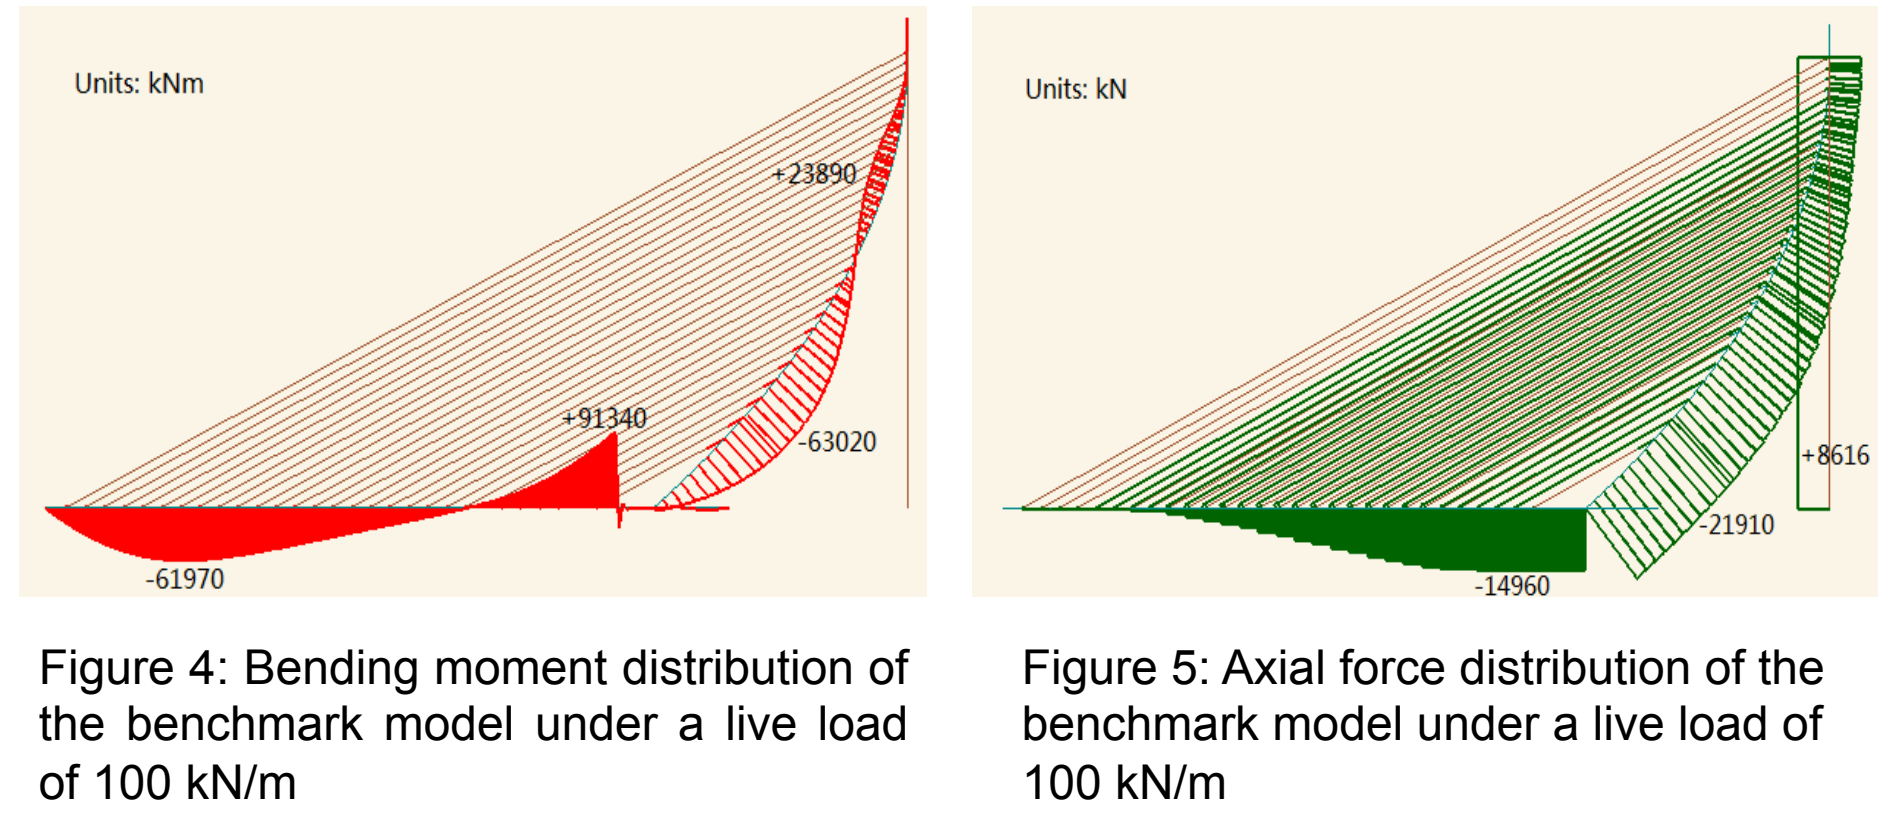 Units: kNm
+23890
+91340
-63020
-61970
Figure 4: Bending moment distribution of
the benchmark model under a live load
of 100 kN/m
Units: kN
+8616
-21910
-14960
Figure 5: Axial force distribution of the
benchmark model under a live load of
100 kN/m